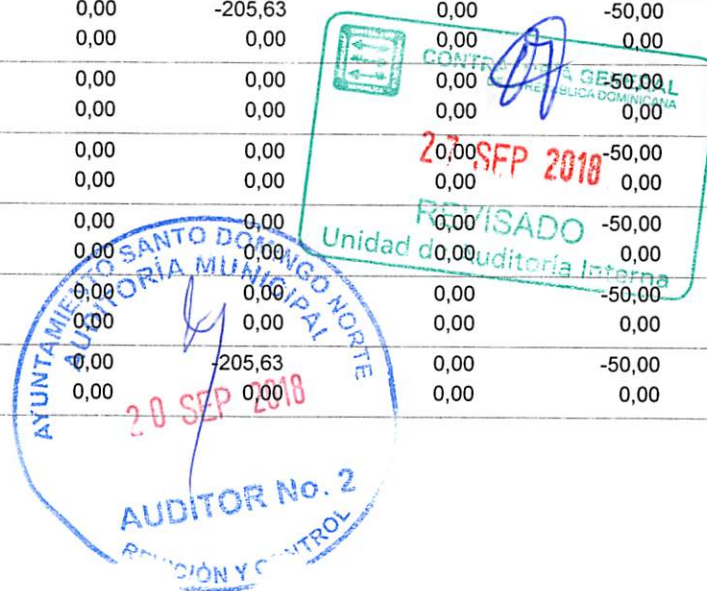 0,00 -205,63 0,00 -50,00
0,00 0,00 0,00 0,00
0,00 0,00 0,00 -50,00
0,00 0,00 0,00 0,00
0,00 0,00 0,00 -50,00
0,00 0,00 0,00 0,00
0,00 0,00 0,00 -50,00
0,00 0,00 0,00 0,00
0,00 0,00 0,00 -50,00
0,00 0,00 0,00 0,00
0,00 -205,63 0,00 -50,00
0,00 0,00 0,00 0,00
GENERAL
REPUBLICA DOMINICANA
27 SEP 2018
REVISADO
Unidad de Auditoría Interna
AYUNTAMIENTO SANTO DOMINGO NORTE
AUDITORÍA MUNICIPAL
20 SEP 2018
AUDITOR No. 2
Y